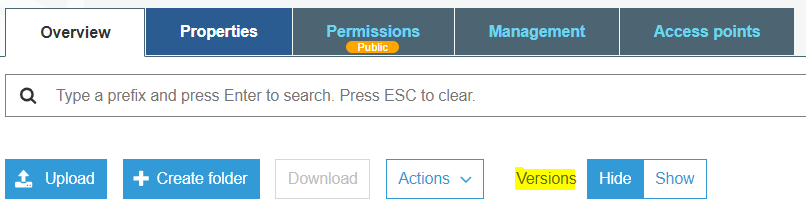 Overview Properties Permissions Management Access points
Public
Type a prefix and press Enter to search. Press ESC to clear.
Upload Create folder Download Actions Versions Hide Show